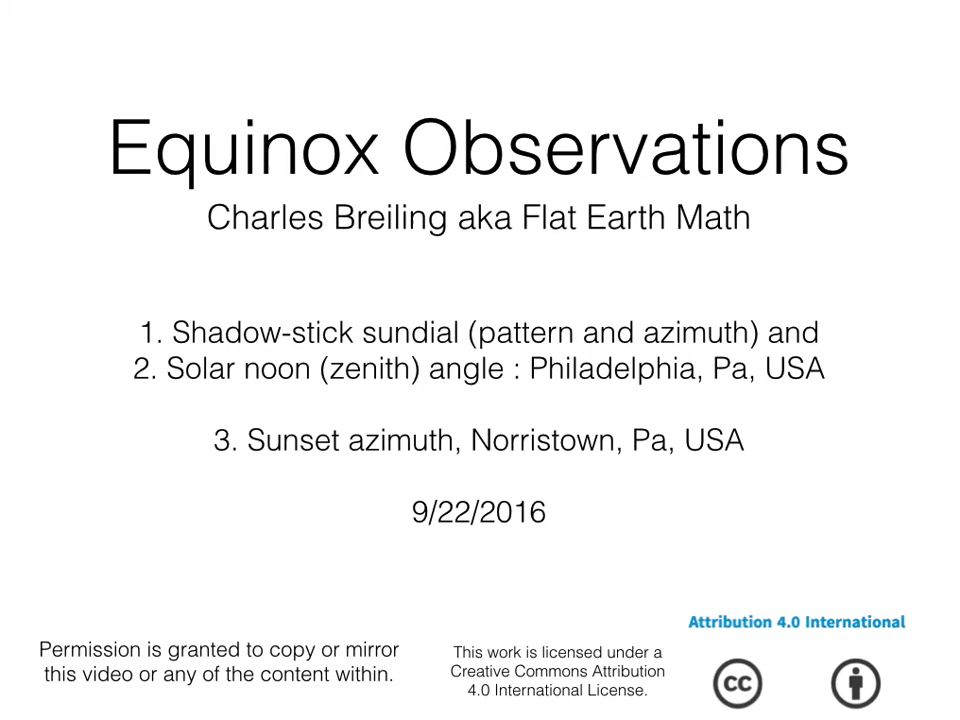 Equinox Observations
Charles Breiling aka Flat Earth Math
1. Shadow-stick sundial (pattern and azimuth) and
2. Solar noon (zenith) angle : Philadelphia, Pa, USA
3. Sunset azimuth, Norristown, Pa, USA
9/22/2016
Permission is granted to copy or mirror
this video or any of the content within.
This work is licensed under a
Creative Commons Attribution
4.0 International License.
Attribution 4.0 International
cc